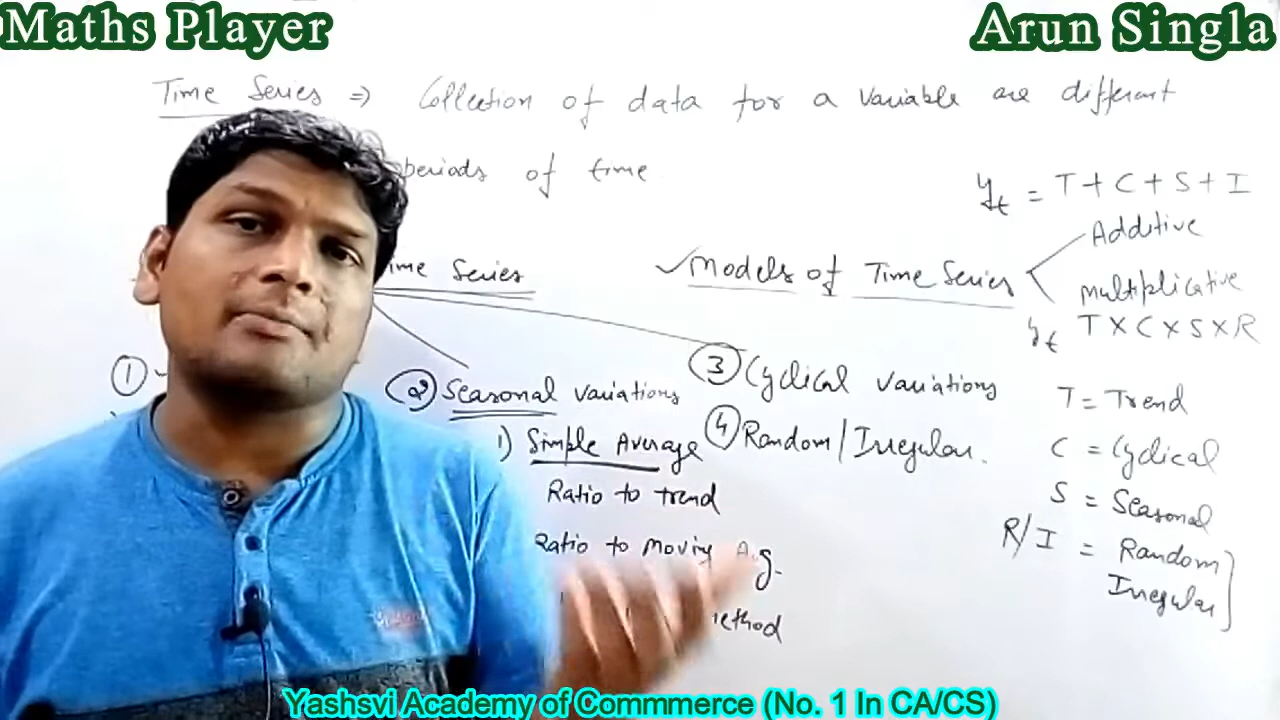 Maths Player
Arun Singla
Time Series ⇒ Collection of data for a variable are different
periods of time
yt = T + C + S + I
Additive
Time Series
✓Models of Time Series
Multiplicative
yt T X C X S X R
①
② Seasonal variations
③ Cyclical variations
T = Trend
1) Simple Average
④ Random/Irregular.
C = Cyclical
Ratio to trend
S = Seasonal
Ratio to Moving Avg.
R/I = Random
Irregular
method
Yashsvi Academy of Commmerce (No. 1 In CA/CS)